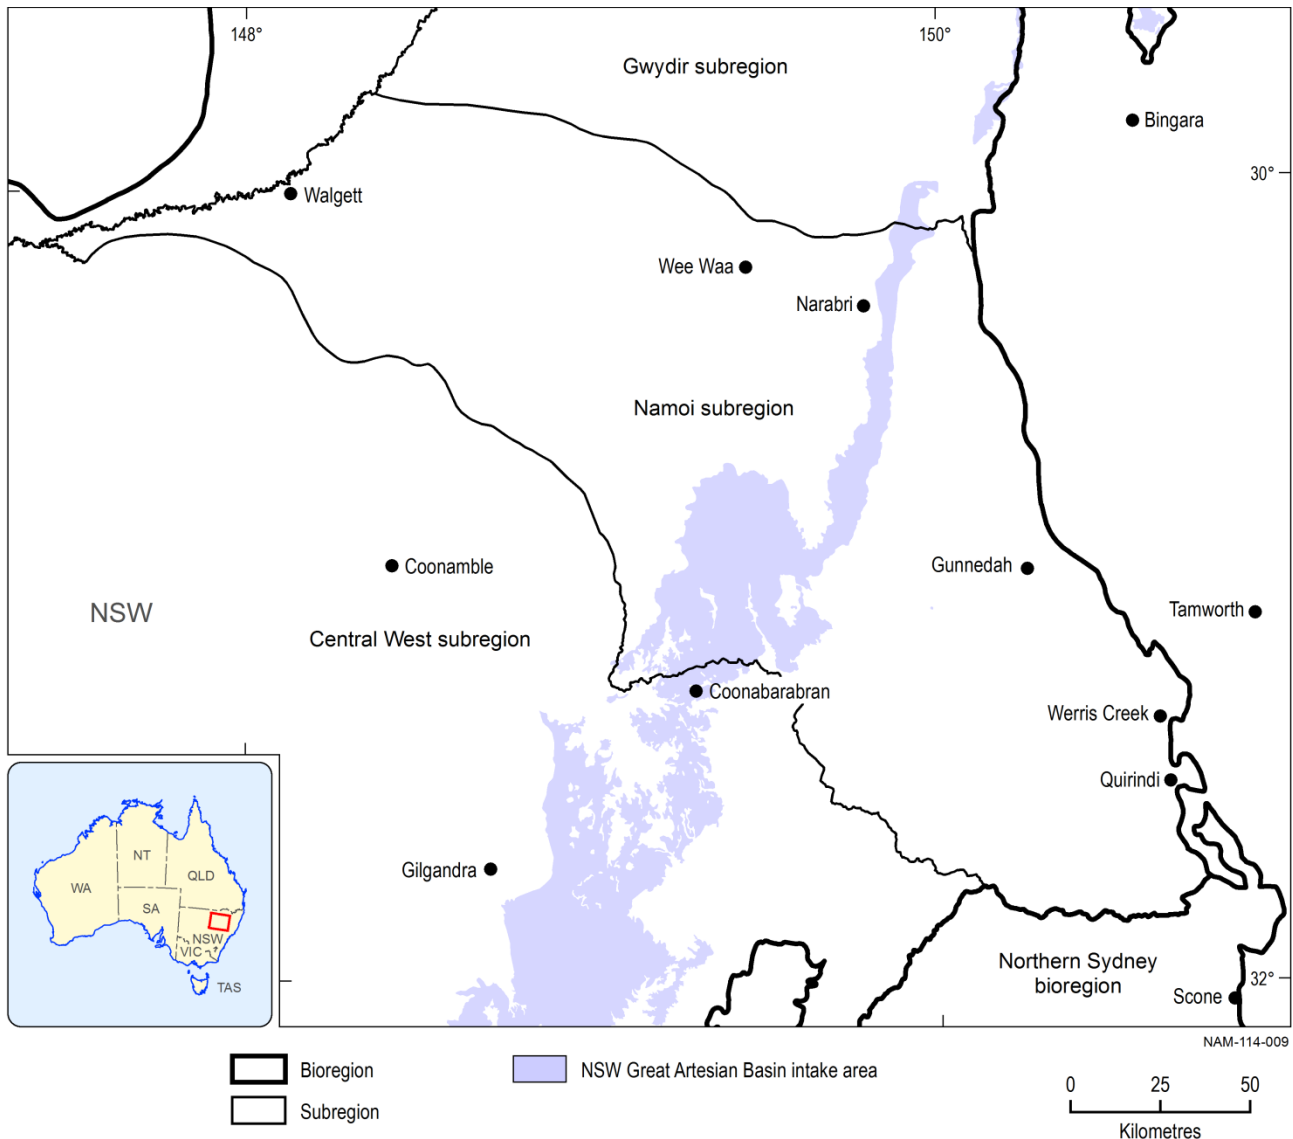 148°
150°
Gwydir subregion
Bingara
30°
Walgett
Wee Waa
Narabri
Namoi subregion
Coonamble
Gunnedah
NSW
Tamworth
Central West subregion
Coonabarabran
Werris Creek
Quirindi
Gilgandra
NT
QLD
WA
SA
NSW
VIC
TAS
Northern Sydney
bioregion
32°
Scone
NAM-114-009
Bioregion
NSW Great Artesian Basin intake area
Subregion
0 25 50
Kilometres